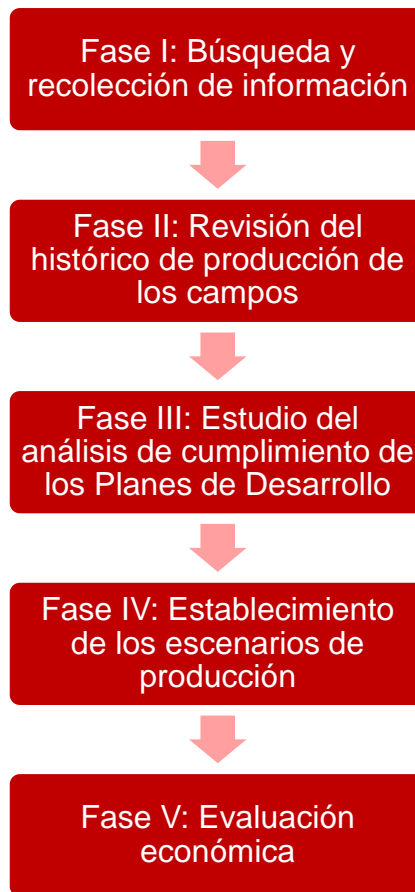 Fase I: Búsqueda y
recolección de información
Fase II: Revisión del
histórico de producción de
los campos
Fase III: Estudio del
análisis de cumplimiento de
los Planes de Desarrollo
Fase IV: Establecimiento
de los escenarios de
producción
Fase V: Evaluación
económica